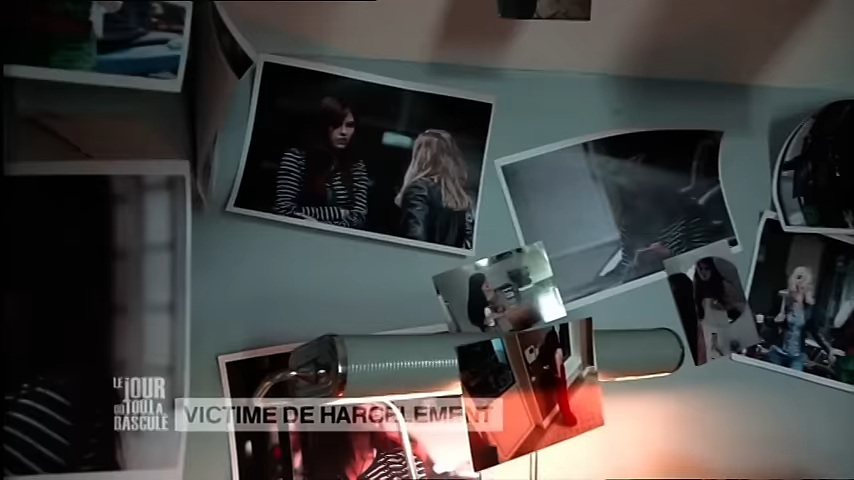 LE JOUR
OÙ TOUT A
BASCULÉ
VICTIME DE HARCÈLEMENT